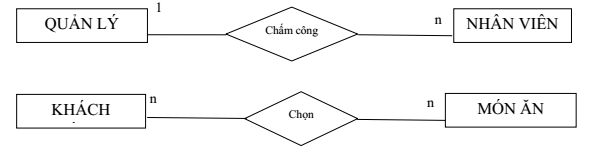 QUẢN LÝ 1 Chấm công n NHÂN VIÊN
KHÁCH n Chọn n MÓN ĂN